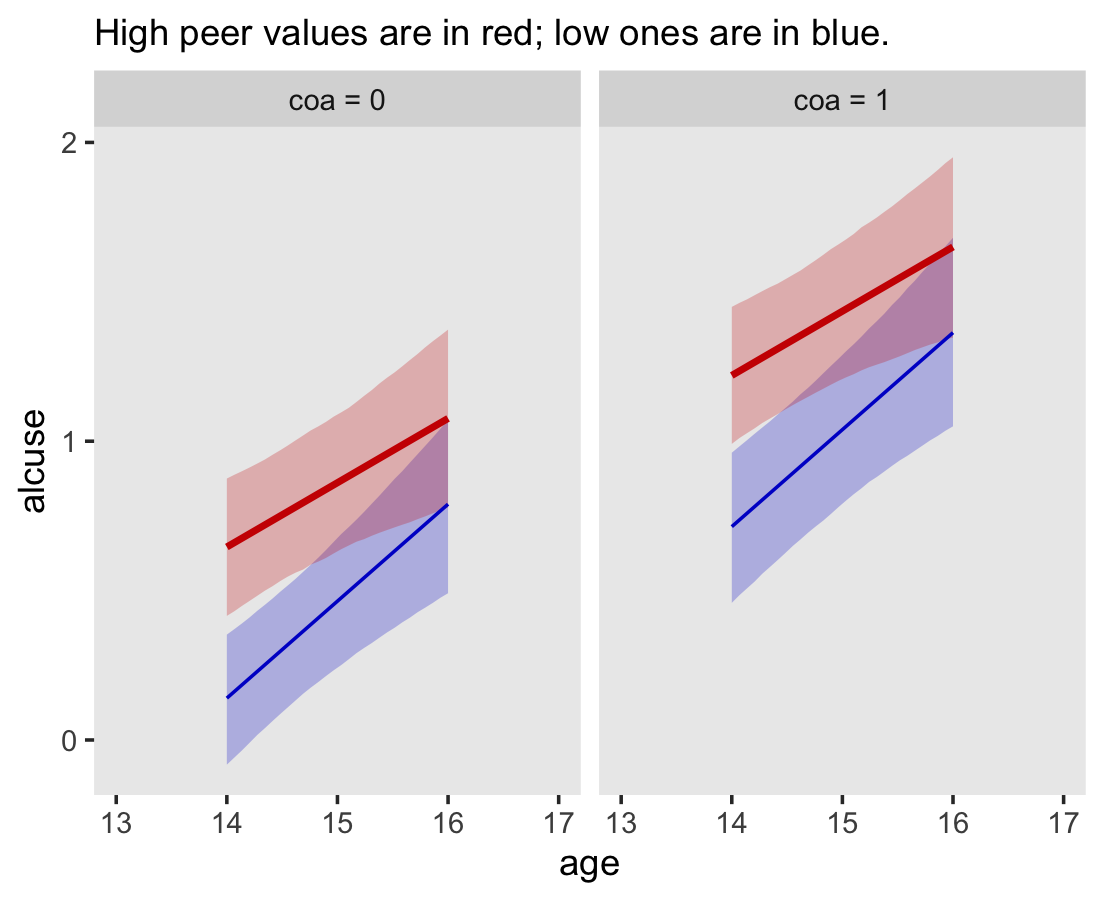 High peer values are in red; low ones are in blue.
coa = 0
coa = 1
2
1
0
alcuse
13 14 15 16 17
13 14 15 16 17
age